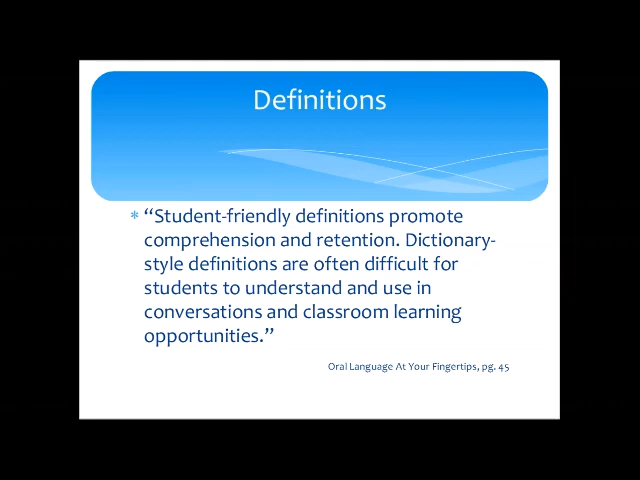 Definitions
* “Student-friendly definitions promote
comprehension and retention. Dictionary-
style definitions are often difficult for
students to understand and use in
conversations and classroom learning
opportunities.”
Oral Language At Your Fingertips, pg. 45